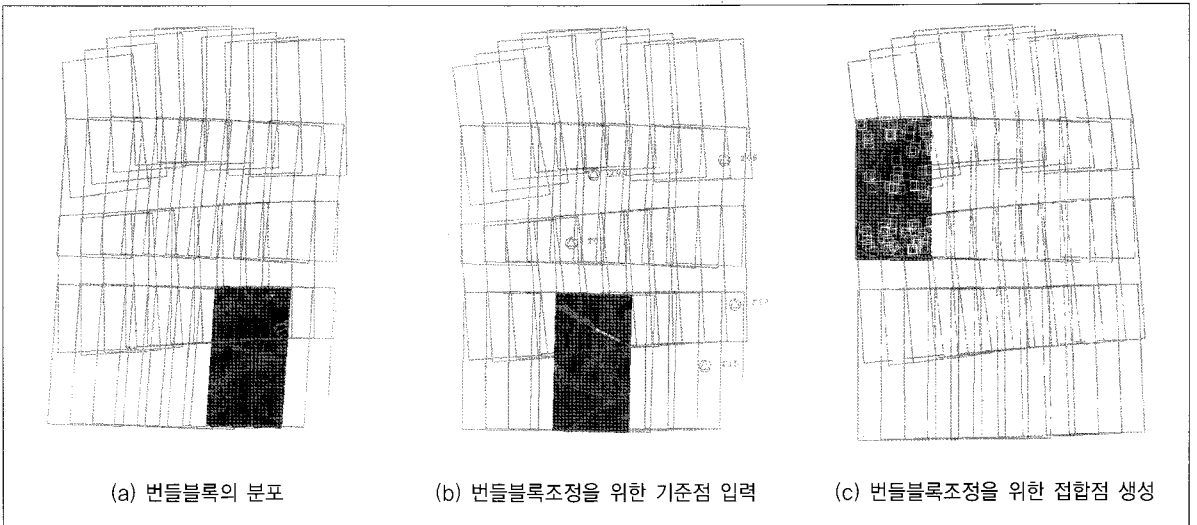 (a) 번들블록의 분포
(b) 번들블록조정을 위한 기준점 입력
(c) 번들블록조정을 위한 접합점 생성